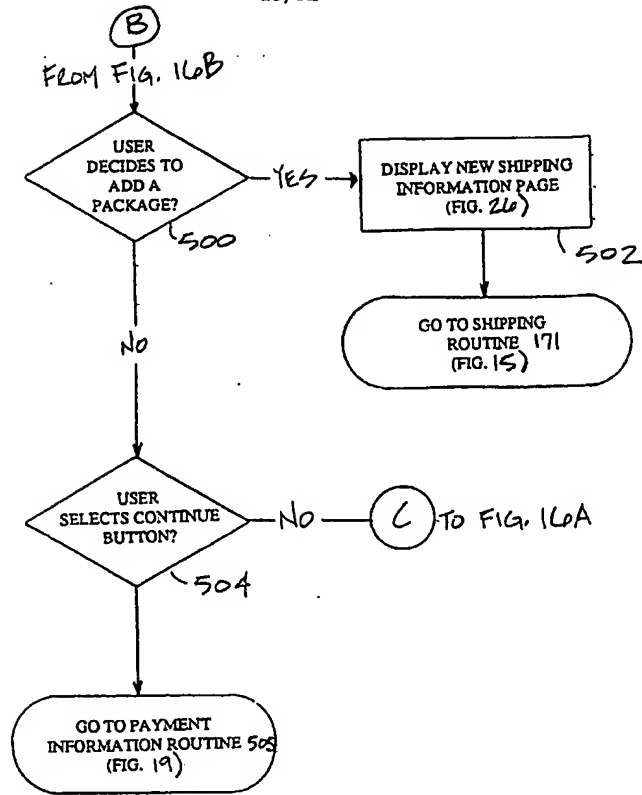 B
FROM FIG. 16B
USER
DECIDES TO
ADD A
PACKAGE?
500
YES
DISPLAY NEW SHIPPING
INFORMATION PAGE
(FIG. 26)
502
GO TO SHIPPING
ROUTINE 171
(FIG. 15)
NO
USER
SELECTS CONTINUE
BUTTON?
504
NO
C
TO FIG. 16A
GO TO PAYMENT
INFORMATION ROUTINE 505
(FIG. 19)